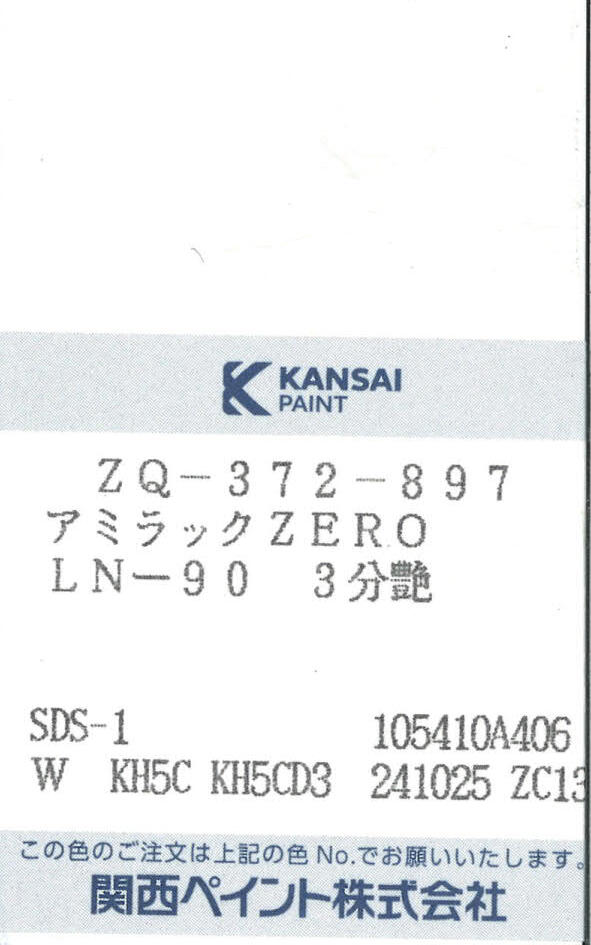 KANSAI
PAINT
ZQ-372-897
アミラックZERO
LN-90 3分艶
SDS-1 105410A406
W KH5C KH5CD3 241025 ZC13
この色のご注文は上記の色No.でお願いいたします。
関西ペイント株式会社